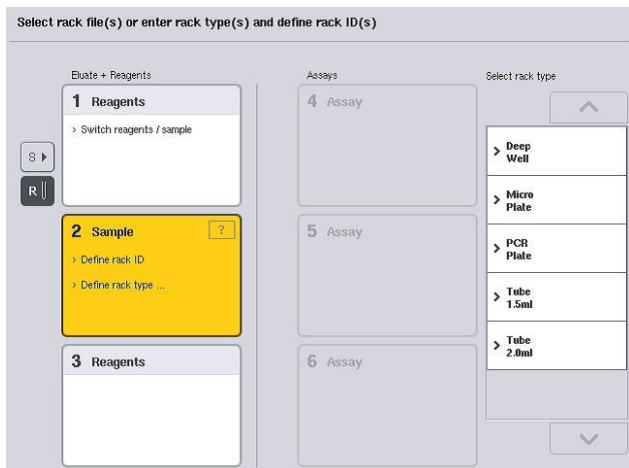 Select rack file(s) or enter rack type(s) and define rack ID(s)
Eluate + Reagents
1 Reagents
> Switch reagents / sample
S
R
2 Sample ?
> Define rack ID
> Define rack type ...
3 Reagents
Assays
4 Assay
5 Assay
6 Assay
Select rack type
> Deep
Well
> Micro
Plate
> PCR
Plate
> Tube
1.5ml
> Tube
2.0ml